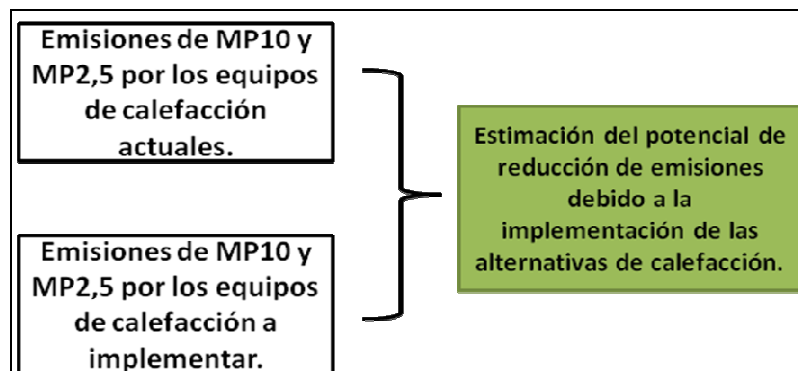 Emisiones de MP10 y
MP2,5 por los equipos
de calefacción
actuales.
Emisiones de MP10 y
MP2,5 por los equipos
de calefacción a
implementar.
Estimación del potencial de
reducción de emisiones
debido a la
implementación de las
alternativas de calefacción.